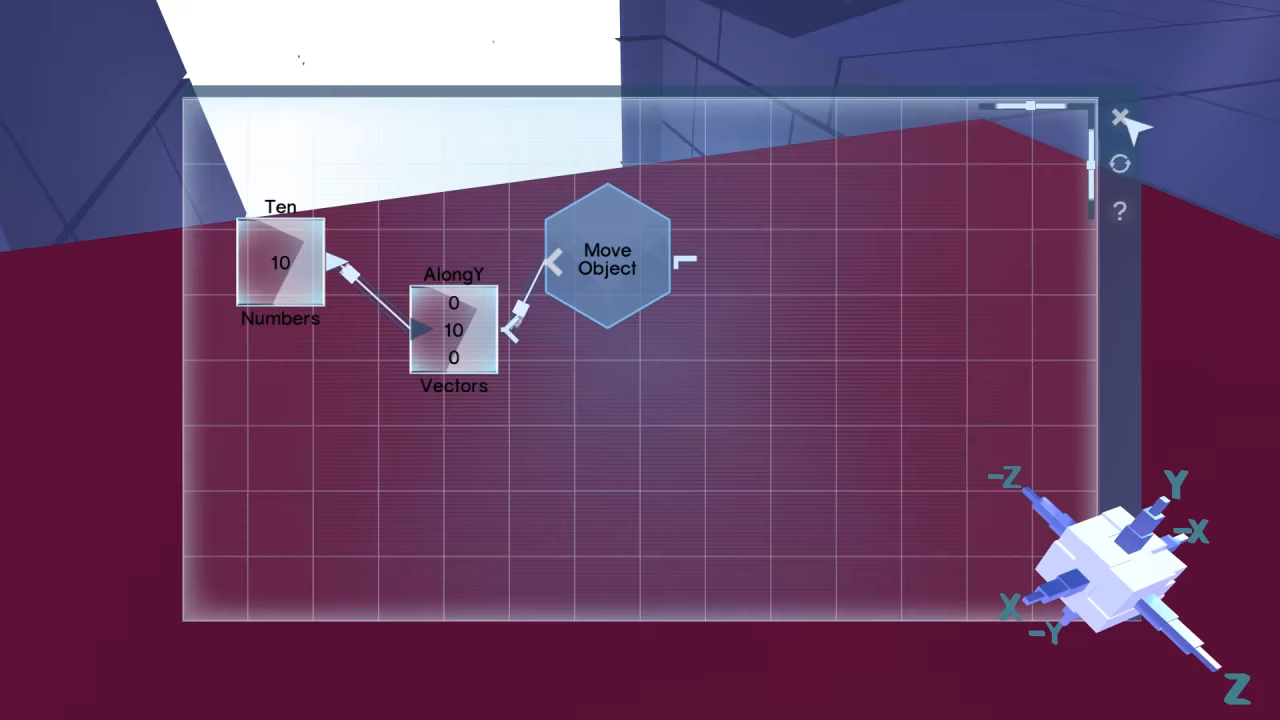 Ten
10
Numbers
AlongY
0
10
0
Vectors
Move
Object
?
-Z
Y
-X
X
-Y
Z